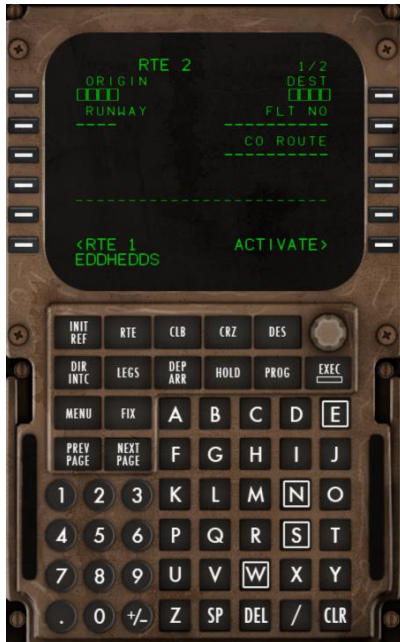 RTE 2
1/2
ORIGIN DEST
RUNWAY FLT NO
----  ----------
CO ROUTE
----------
------------------------
<RTE 1 ACTIVATE>
EDDHEDDS
INIT REF RTE CLB CRZ DES
DIR INTC LEGS DEP ARR HOLD PROG EXEC
MENU FIX A B C D E
PREV PAGE NEXT PAGE F G H I J
1 2 3 K L M N O
4 5 6 P Q R S T
7 8 9 U V W X Y
. 0 +/- Z SP DEL / CLR